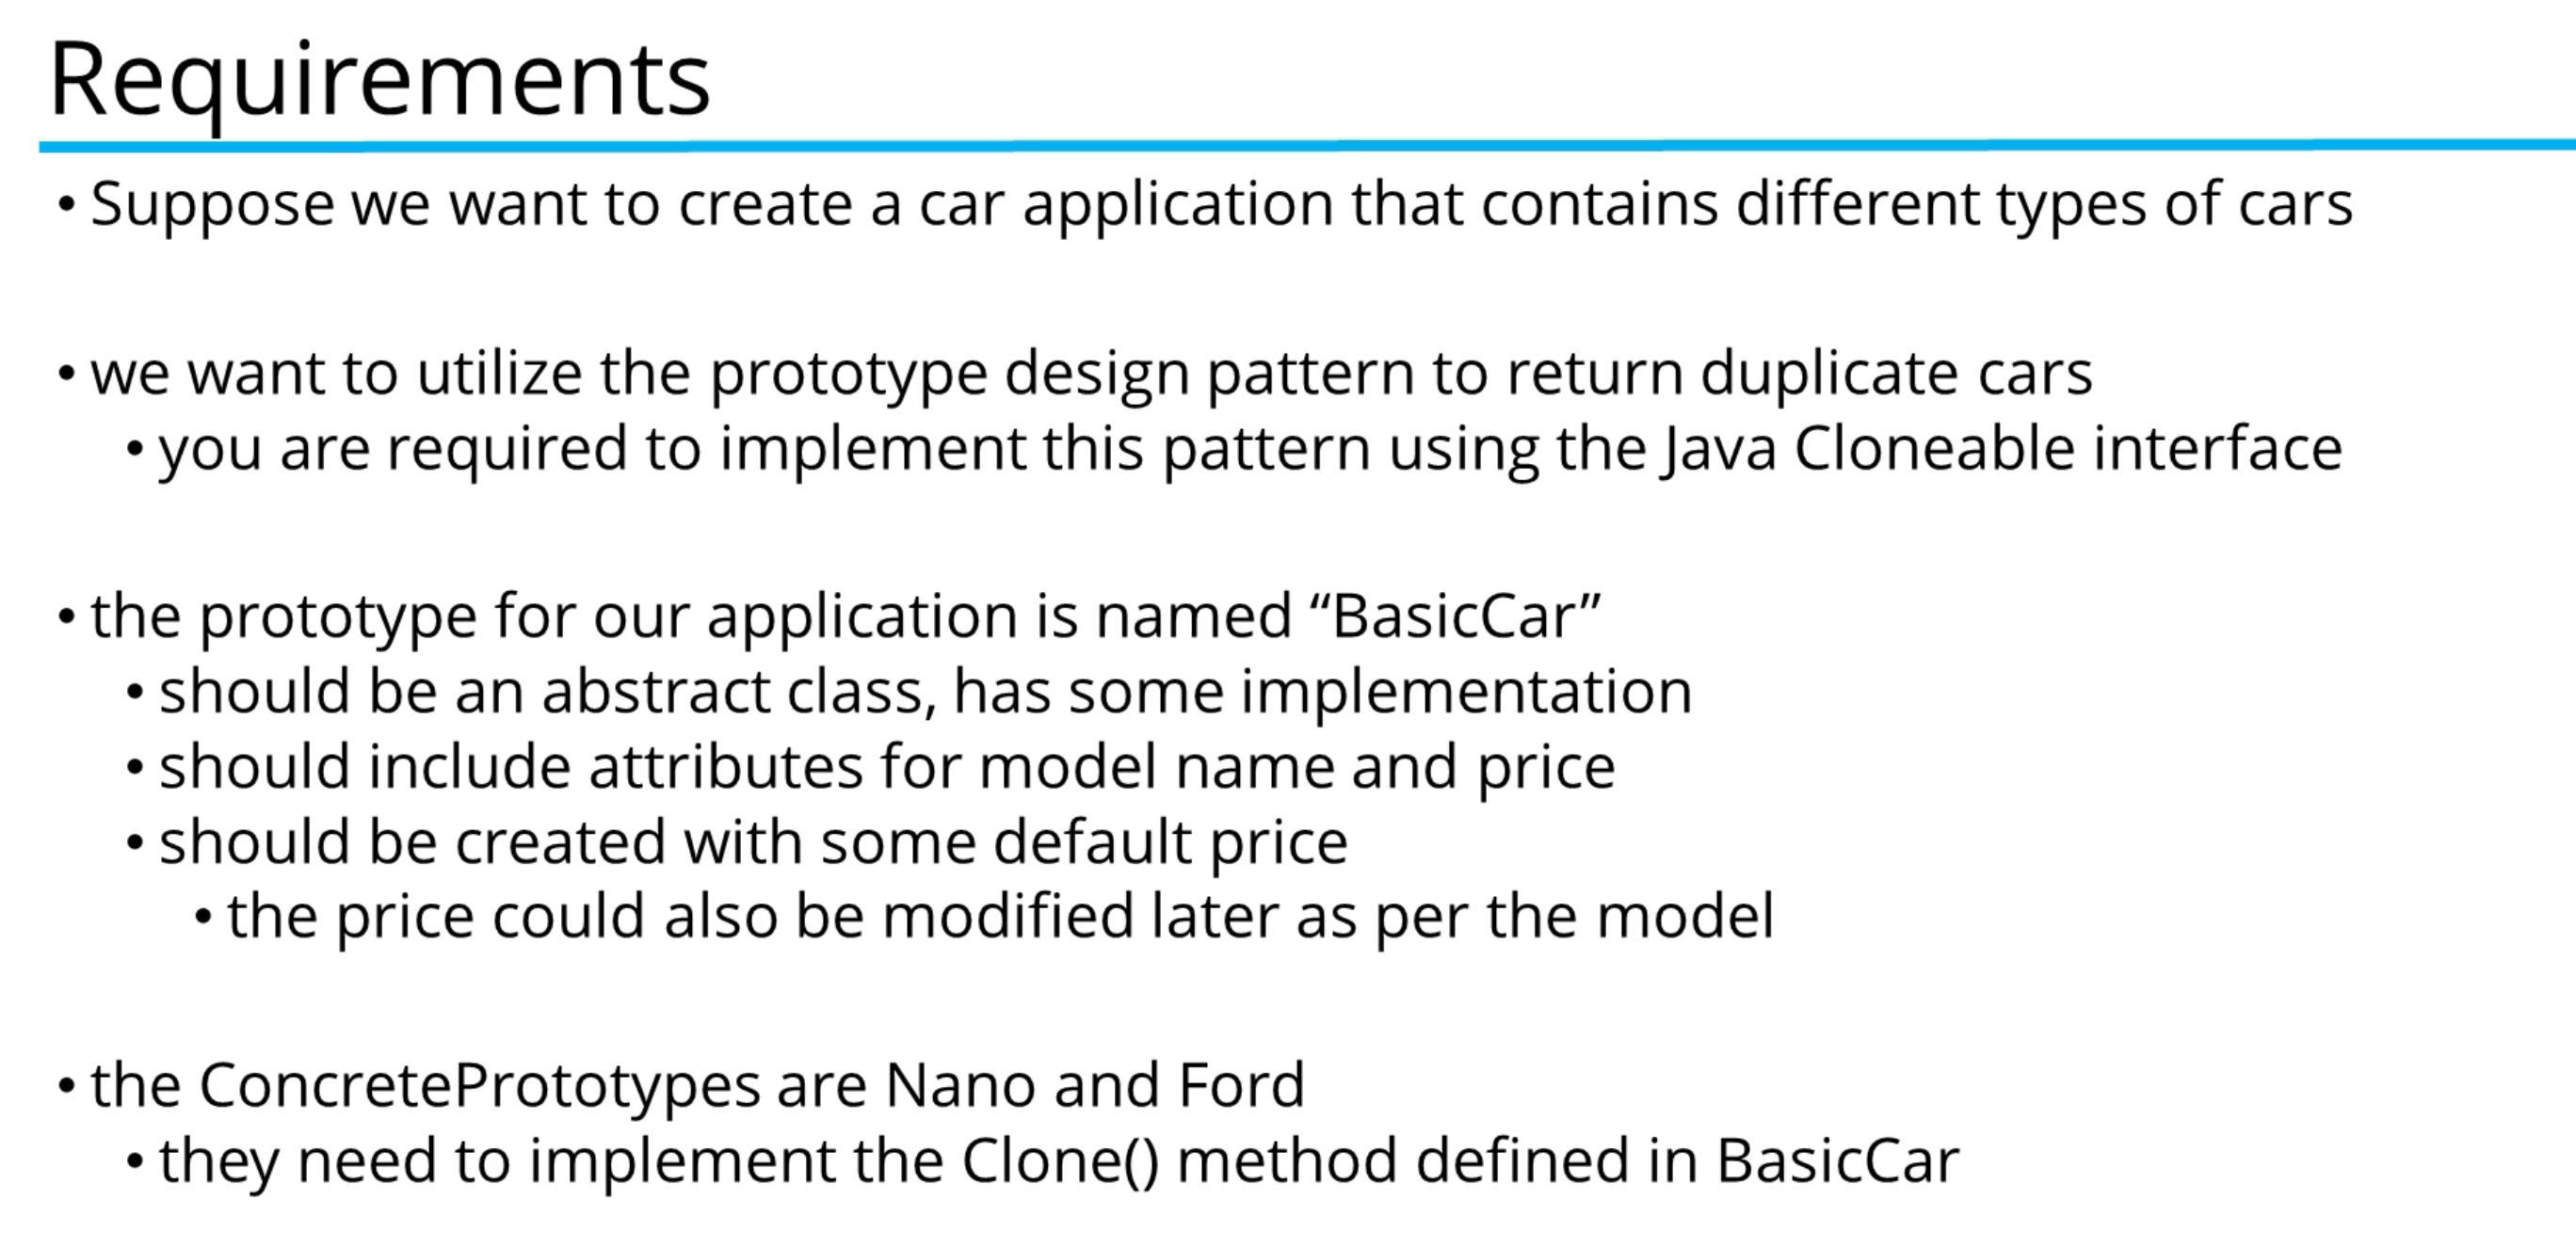 Requirements
• Suppose we want to create a car application that contains different types of cars
• we want to utilize the prototype design pattern to return duplicate cars
• you are required to implement this pattern using the Java Cloneable interface
• the prototype for our application is named “BasicCar”
• should be an abstract class, has some implementation
• should include attributes for model name and price
• should be created with some default price
• the price could also be modified later as per the model
• the ConcretePrototypes are Nano and Ford
• they need to implement the Clone() method defined in BasicCar